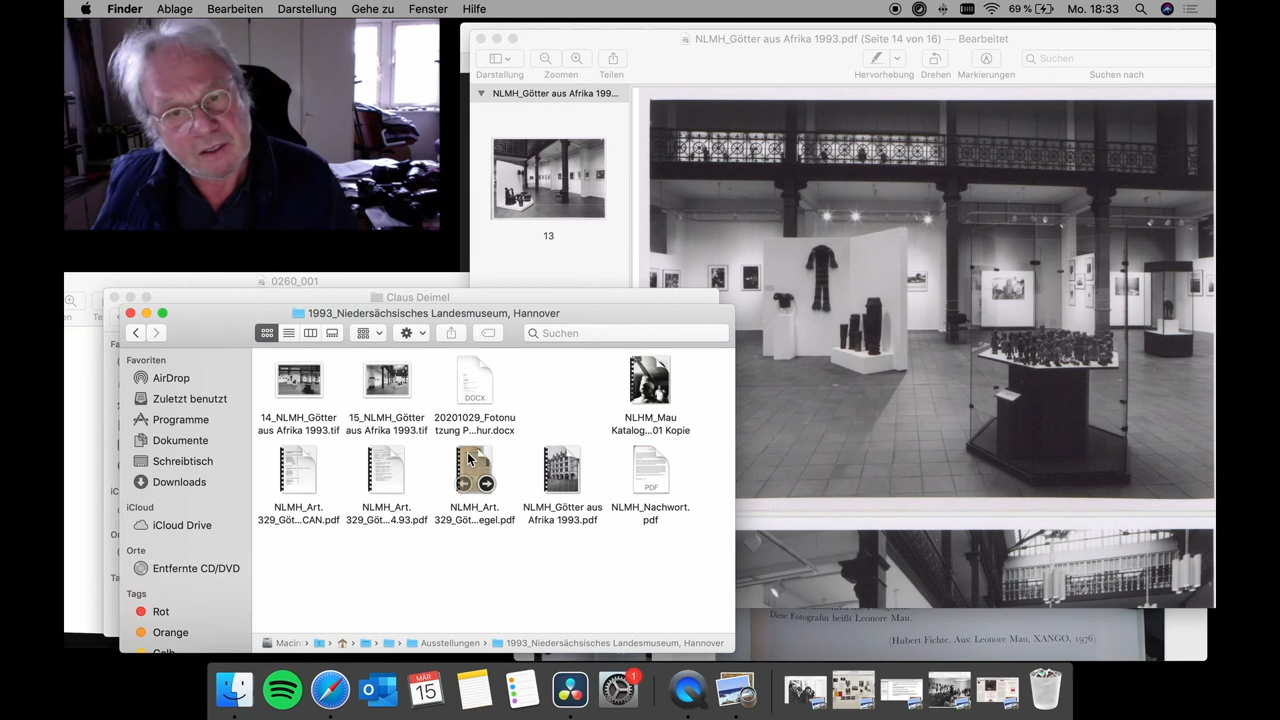 Finder Ablage Bearbeiten Darstellung Gehe zu Fenster Hilfe 69 % Mo. 18:33
NLMH_Götter aus Afrika 1993.pdf (Seite 14 von 16) — Bearbeitet
Darstellung Zoomen Teilen Hervorhebung Drehen Markierungen Suchen
Suchen nach
NLMH_Götter aus Afrika 199...
13
0260_001
Claus Deimel
1993_Niedersächsisches Landesmuseum, Hannover
Suchen
Favoriten
AirDrop
Zuletzt benutzt
Programme
Dokumente
Schreibtisch
Downloads
iCloud
iCloud Drive
Orte
Entfernte CD/DVD
Tags
Rot
Orange
Gelb
14_NLMH_Götter
aus Afrika 1993.tif
15_NLMH_Götter
aus Afrika 1993.tif
DOCX
20201029_Fotonu
tzung P...hur.docx
NLHM_Mau
Katalog...01 Kopie
NLMH_Art.
329_Göt...CAN.pdf
NLMH_Art.
329_Göt...4.93.pdf
NLMH_Art.
329_Göt...egel.pdf
NLMH_Götter aus
Afrika 1993.pdf
PDF
NLMH_Nachwort.
pdf
Macin Ausstellungen 1993_Niedersächsisches Landesmuseum, Hannover
Diese Fotografin heißt Leonore Mau.
[Hubert Fichte. Aus: Leonore Mau, XANGO, 1976]
MÄR
15
1